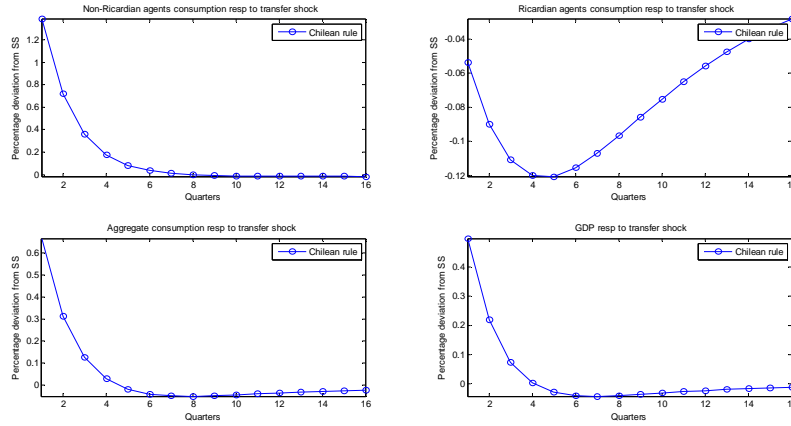 Non-Ricardian agents consumption resp to transfer shock
Percentage deviation from SS
1.2
1
0.8
0.6
0.4
0.2
0
2 4 6 8 10 12 14 16
Quarters
Chilean rule
Ricardian agents consumption resp to transfer shock
Percentage deviation from SS
-0.04
-0.06
-0.08
-0.1
-0.12
2 4 6 8 10 12 14 16
Quarters
Chilean rule
Aggregate consumption resp to transfer shock
Percentage deviation from SS
0.6
0.5
0.4
0.3
0.2
0.1
0
2 4 6 8 10 12 14 16
Quarters
Chilean rule
GDP resp to transfer shock
Percentage deviation from SS
0.4
0.3
0.2
0.1
0
2 4 6 8 10 12 14 16
Quarters
Chilean rule